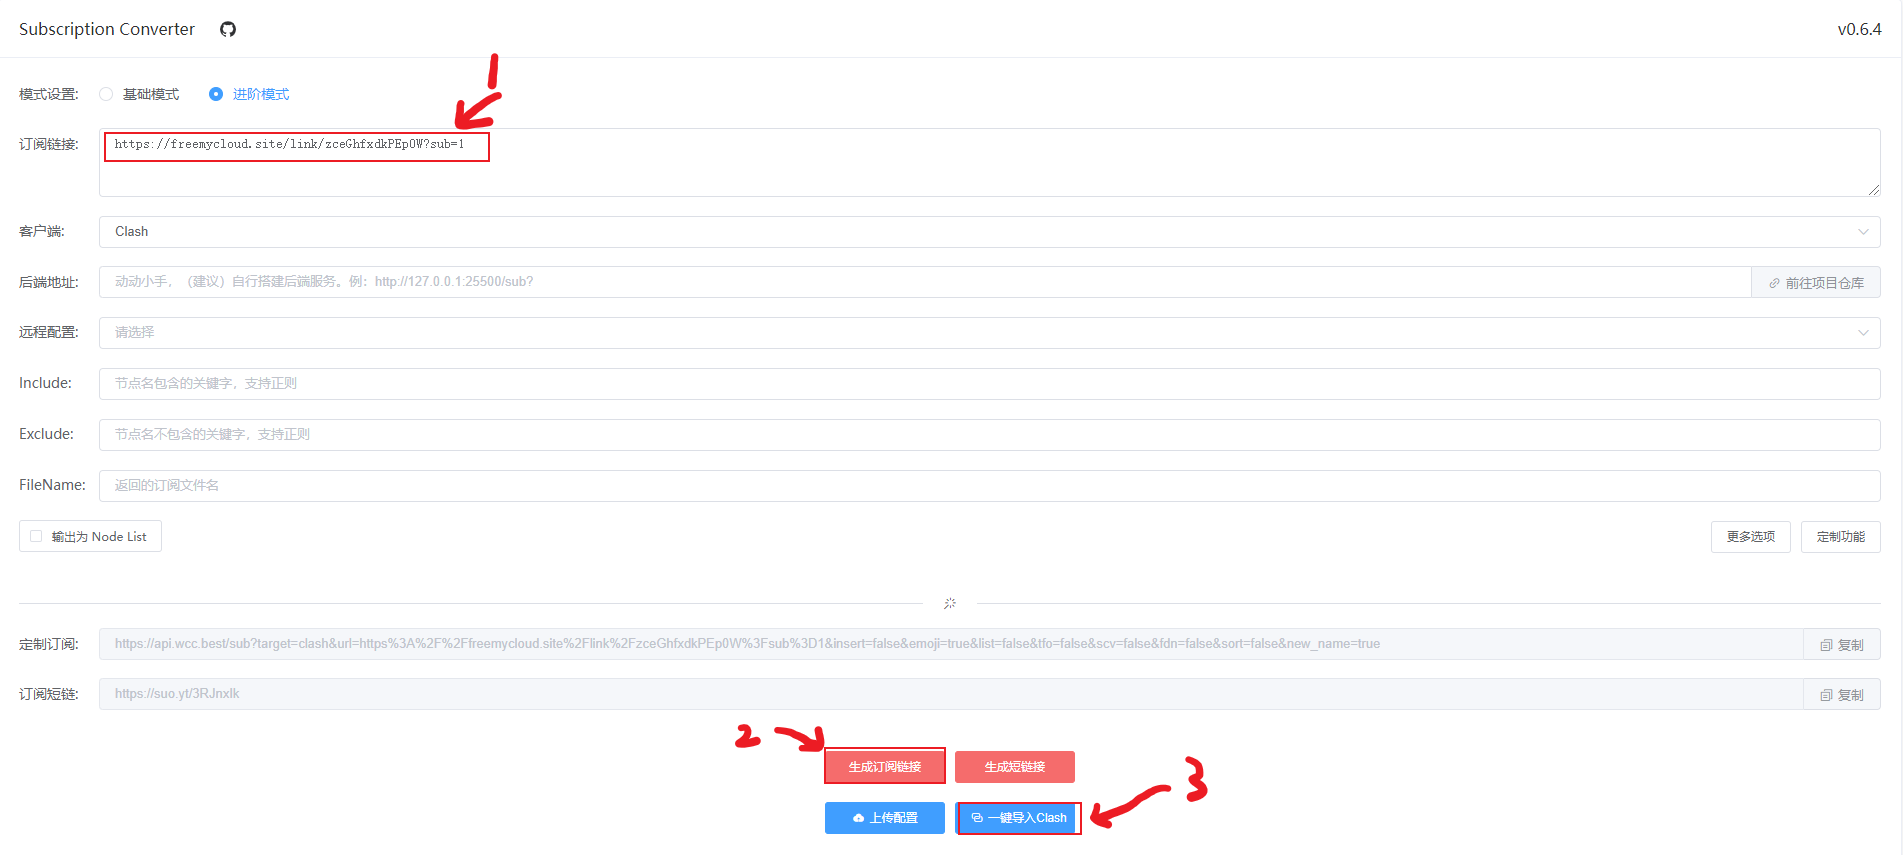 Subscription Converter
v0.6.4
1
模式设置: 基础模式 进阶模式
订阅链接: https://freemycloud.site/link/zceGhfxdkPEp0W?sub=1
客户端: Clash
后端地址: 动动小手，（建议）自行搭建后端服务。例：http://127.0.0.1:25500/sub? 前往项目仓库
远程配置: 请选择
Include: 节点名包含的关键字，支持正则
Exclude: 节点名不包含的关键字，支持正则
FileName: 返回的订阅文件名
输出为 Node List 更多选项 定制功能
定制订阅: https://api.wcc.best/sub?target=clash&url=https%3A%2F%2Ffreemycloud.site%2Flink%2FzceGhfxdkPEp0W%3Fsub%3D1&insert=false&emoji=true&list=false&tfo=false&scv=false&fdn=false&sort=false&new_name=true 复制
订阅短链: https://suo.yt/3RJnxlk 复制
2
生成订阅链接 生成短链接
3
上传配置 一键导入Clash